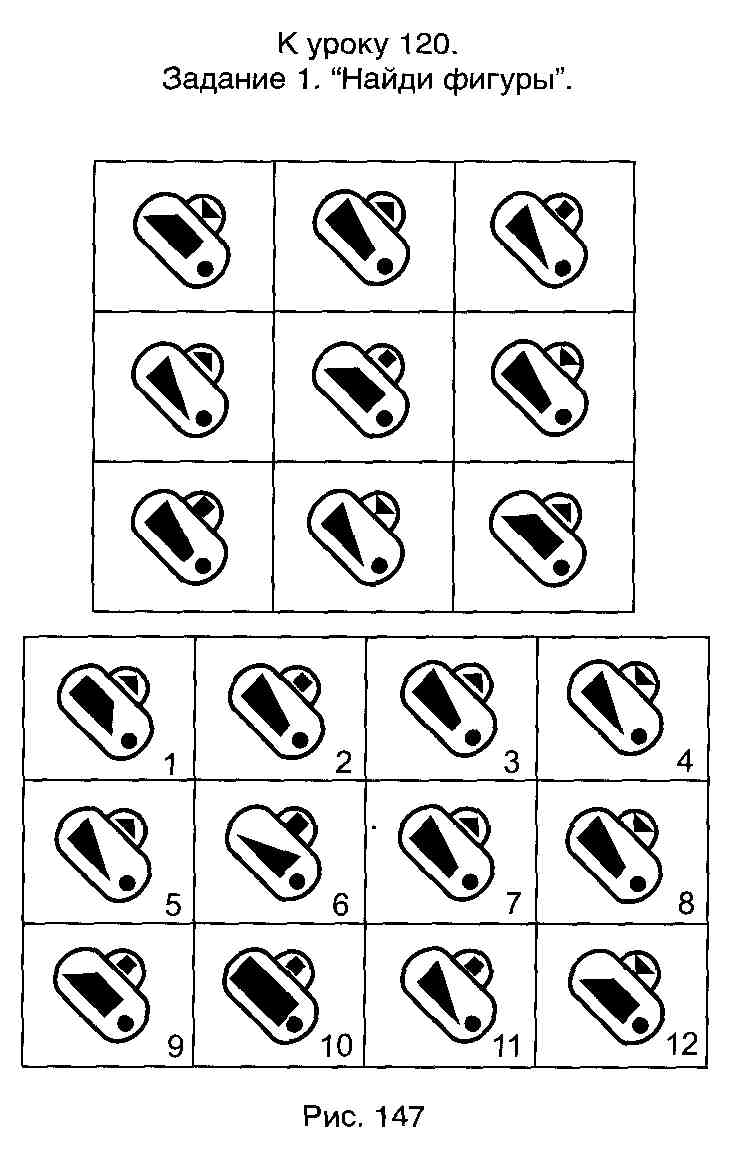 К уроку 120.
Задание 1. “Найди фигуры”.
1 2 3 4
5 6 7 8
9 10 11 12
Рис. 147